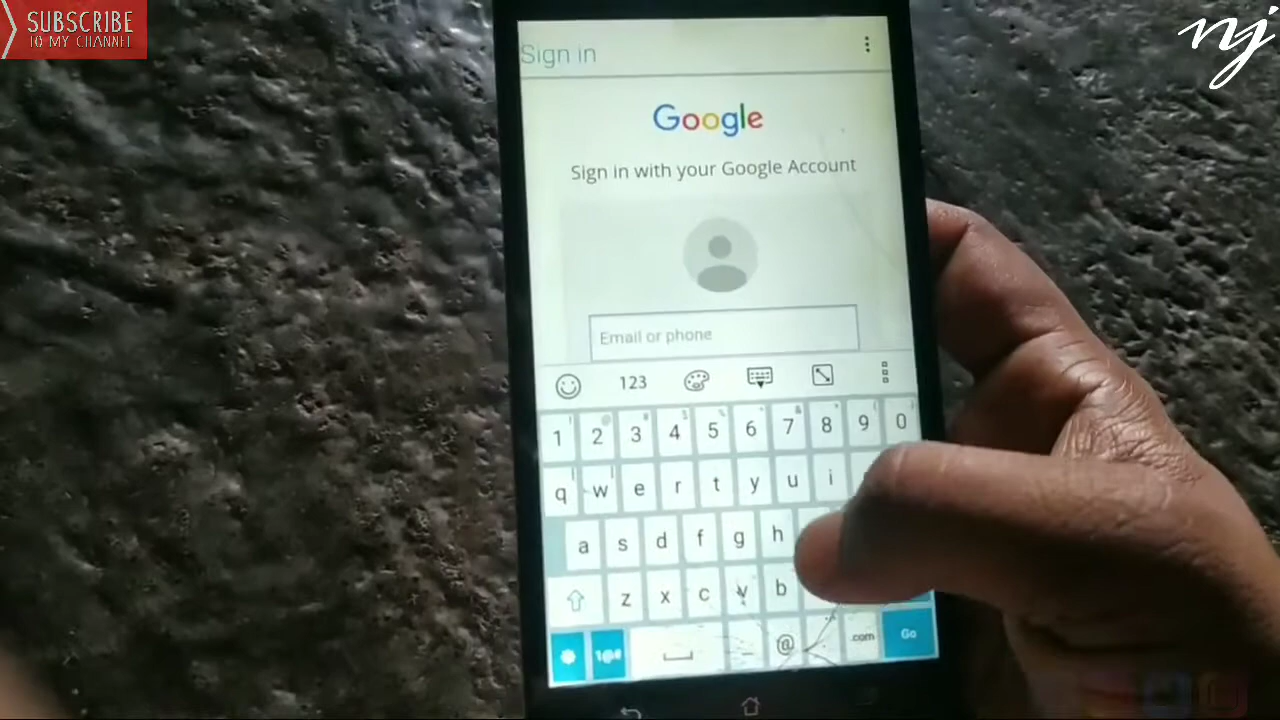 SUBSCRIBE
TO MY CHANNEL
nj
Sign in
Google
Sign in with your Google Account
Email or phone
123
1 2 3 4 5 6 7 8 9 0
q w e r t y u i
a s d f g h
z x c v b
1@# @ .com Go